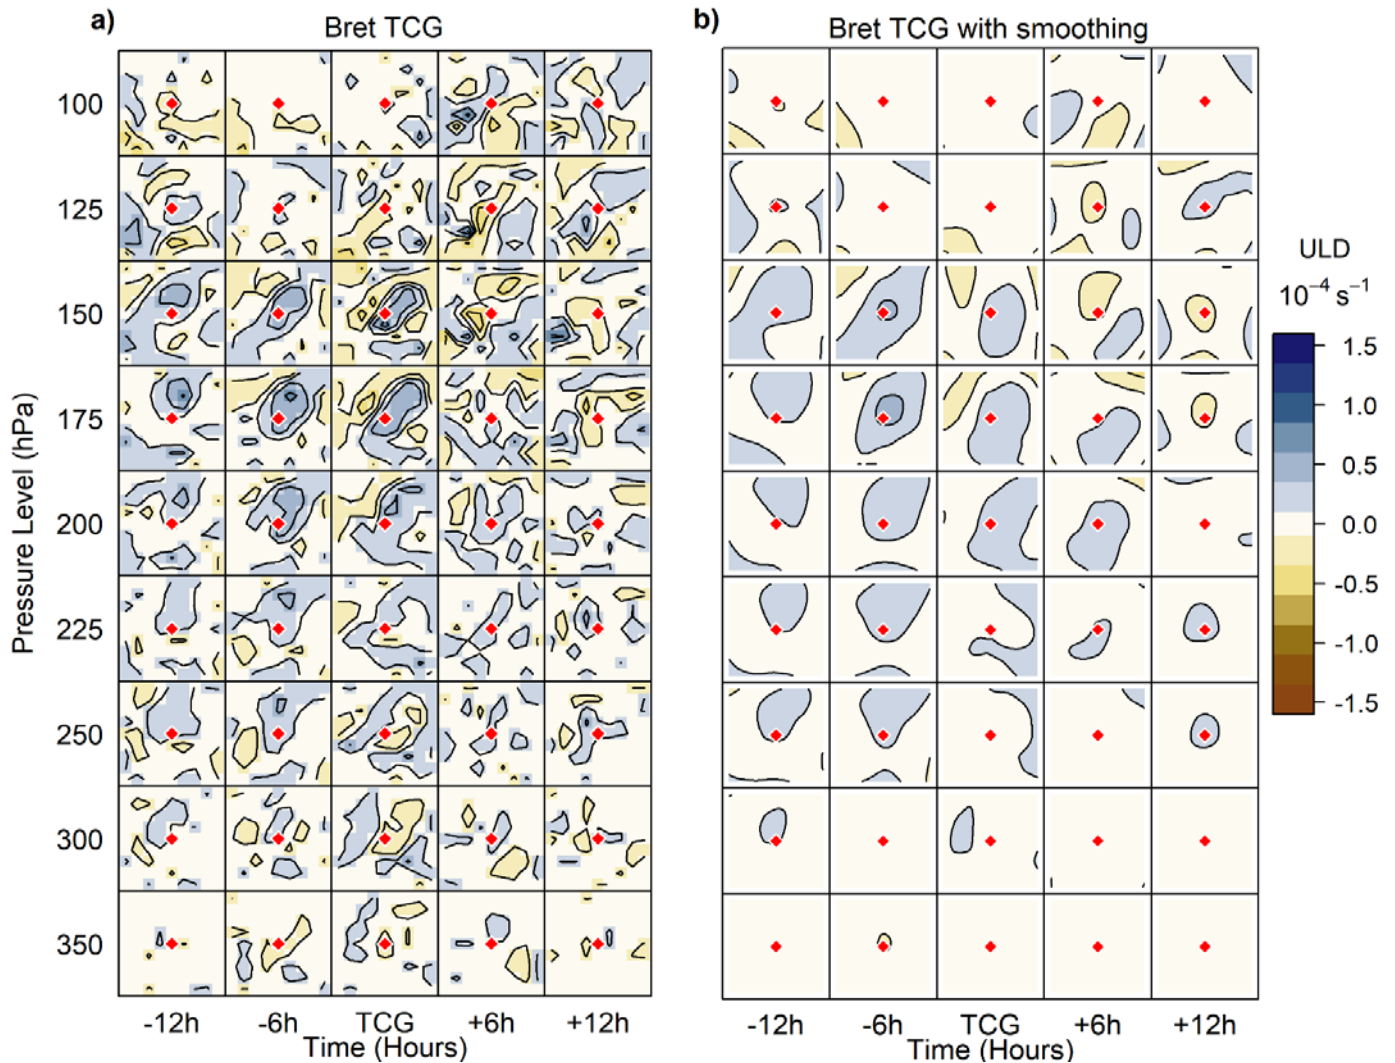 a) Bret TCG
b) Bret TCG with smoothing
Pressure Level (hPa)
100
125
150
175
200
225
250
300
350
-12h -6h TCG +6h +12h
Time (Hours)
-12h -6h TCG +6h +12h
Time (Hours)
ULD
10⁻⁴ s⁻¹
1.5
1.0
0.5
0.0
-0.5
-1.0
-1.5